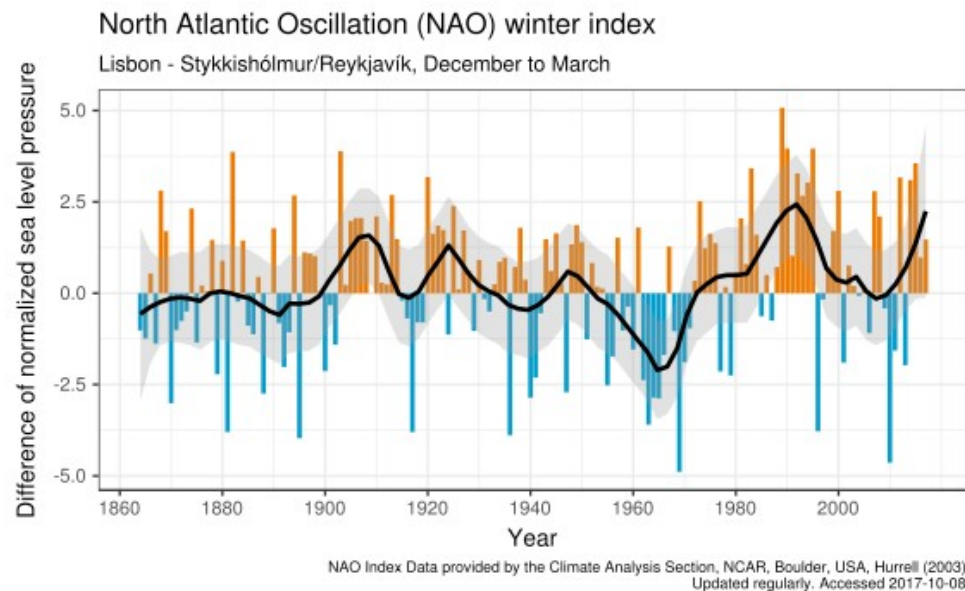 North Atlantic Oscillation (NAO) winter index
Lisbon - Stykkishólmur/Reykjavík, December to March
Difference of normalized sea level pressure
5.0
2.5
0.0
-2.5
-5.0
1860 1880 1900 1920 1940 1960 1980 2000
Year
NAO Index Data provided by the Climate Analysis Section, NCAR, Boulder, USA, Hurrell (2003)
Updated regularly. Accessed 2017-10-08